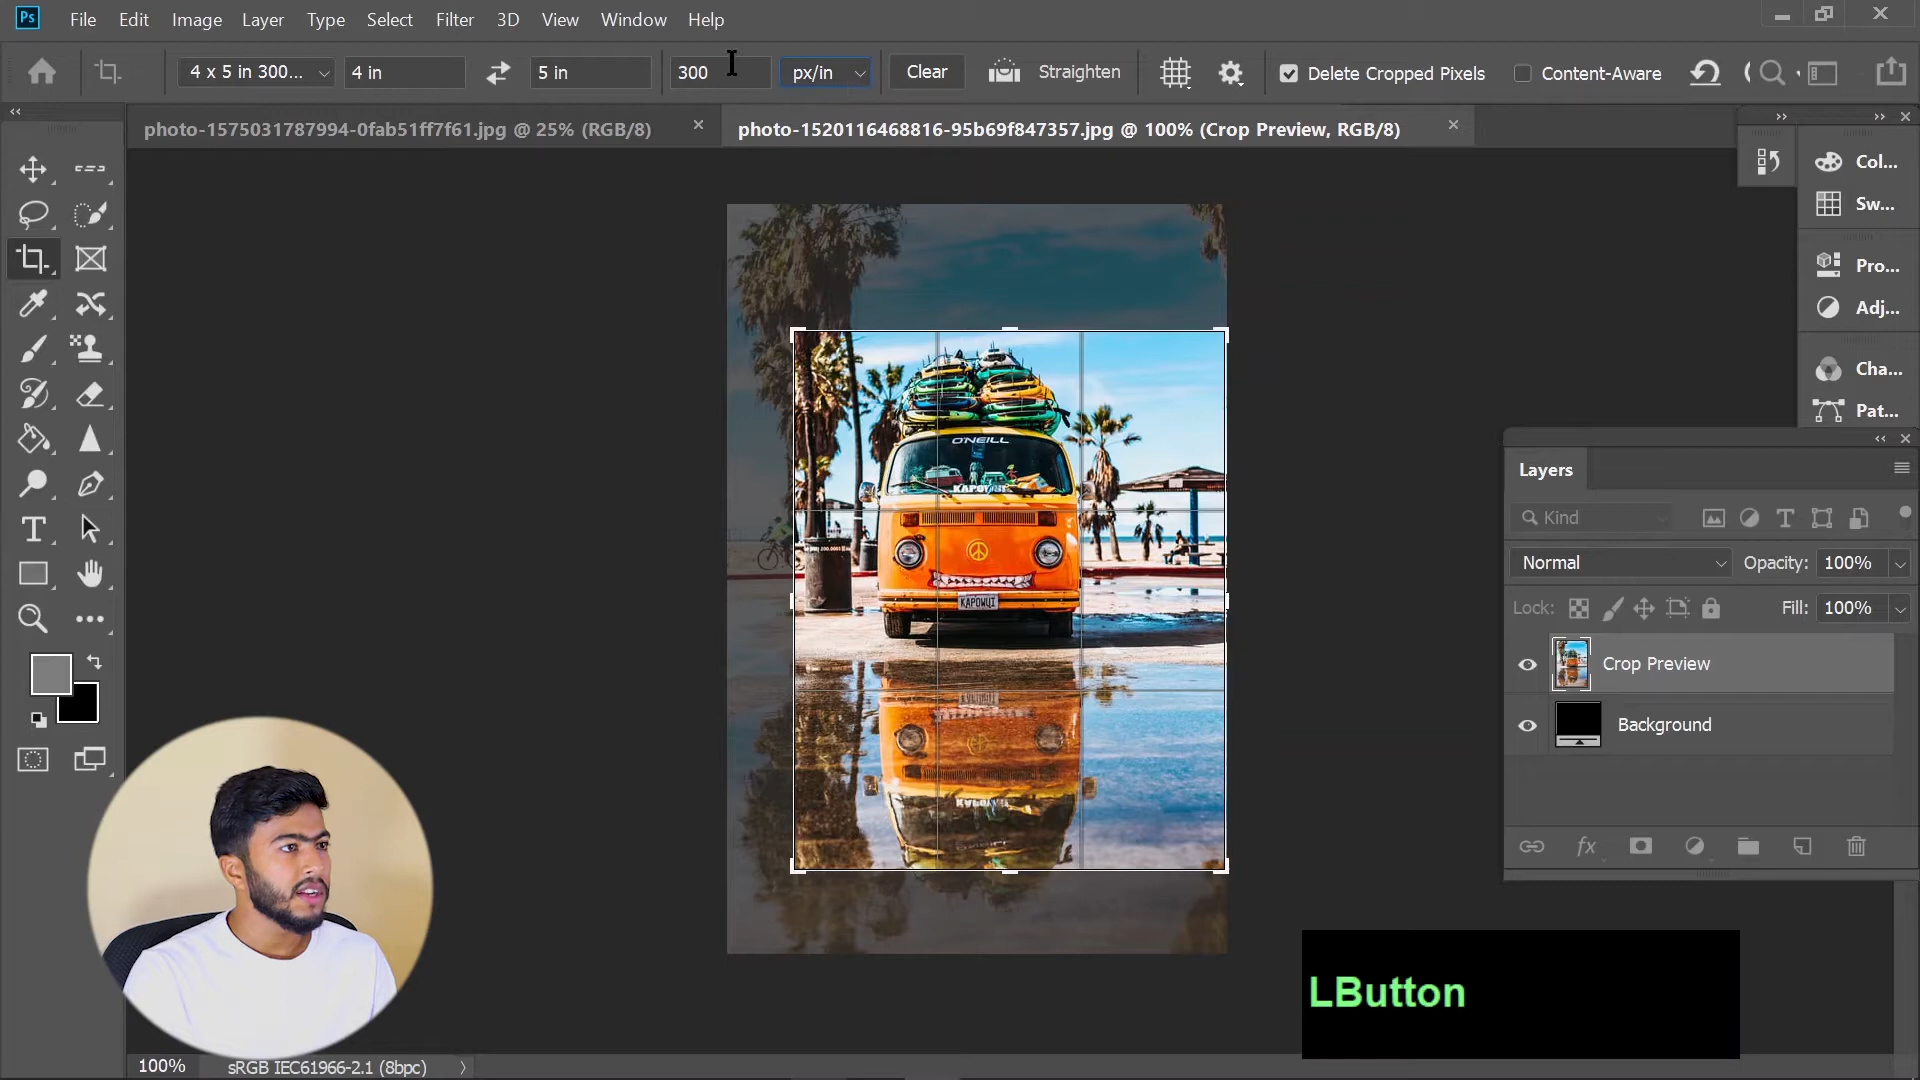 Ps
File Edit Image Layer Type Select Filter 3D View Window Help
4 x 5 in 300... 4 in 5 in 300 px/in Clear Straighten Delete Cropped Pixels Content-Aware
photo-1575031787994-0fab51ff7f61.jpg @ 25% (RGB/8) photo-1520116468816-95b69f847357.jpg @ 100% (Crop Preview, RGB/8)
Col...
Sw...
Pro...
Adj...
Cha...
Pat...
O'NEILL
KAPOWUI
Layers
Kind
Normal Opacity: 100%
Lock: Fill: 100%
Crop Preview
Background
LButton
100% sRGB IEC61966-2.1 (8bpc)